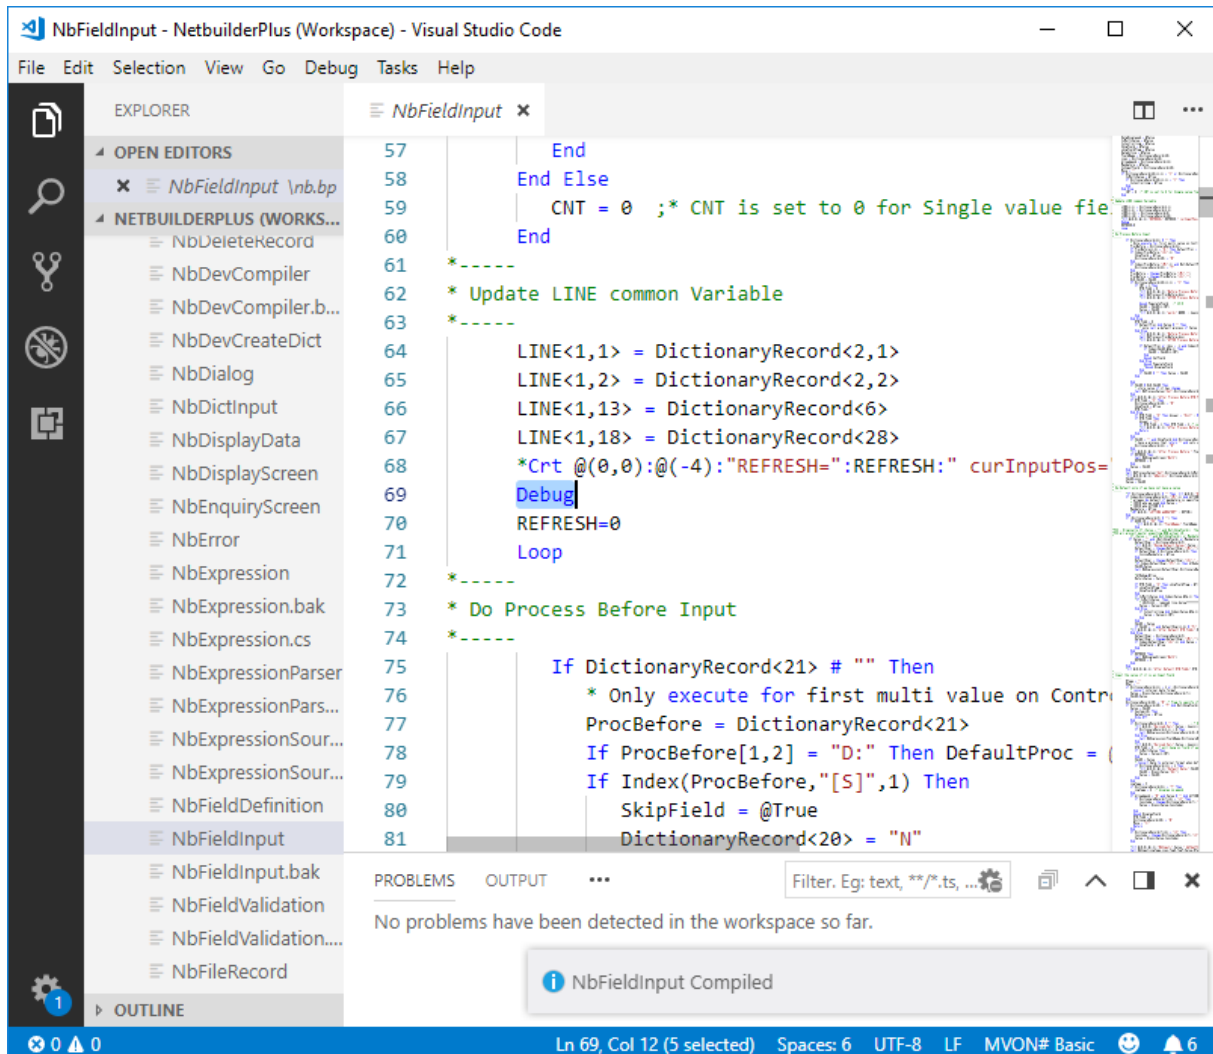 NbFieldInput - NetbuilderPlus (Workspace) - Visual Studio Code
File Edit Selection View Go Debug Tasks Help
EXPLORER
OPEN EDITORS
NbFieldInput \nb.bp
NETBUILDERPLUS (WORKS...
NbDeleteRecord
NbDevCompiler
NbDevCompiler.b...
NbDevCreateDict
NbDialog
NbDictInput
NbDisplayData
NbDisplayScreen
NbEnquiryScreen
NbError
NbExpression
NbExpression.bak
NbExpression.cs
NbExpressionParser
NbExpressionPars...
NbExpressionSour...
NbExpressionSour...
NbFieldDefinition
NbFieldInput
NbFieldInput.bak
NbFieldValidation
NbFieldValidation....
NbFileRecord
OUTLINE
1
NbFieldInput
57 End
58 End Else
59 CNT = 0 ;* CNT is set to 0 for Single value fie
60 End
61 *-----
62 * Update LINE common Variable
63 *-----
64 LINE<1,1> = DictionaryRecord<2,1>
65 LINE<1,2> = DictionaryRecord<2,2>
66 LINE<1,13> = DictionaryRecord<6>
67 LINE<1,18> = DictionaryRecord<28>
68 *Crt @(0,0):@(-4):"REFRESH=":REFRESH:" curInputPos="
69 Debug
70 REFRESH=0
71 Loop
72 *-----
73 * Do Process Before Input
74 *-----
75 If DictionaryRecord<21> # "" Then
76 * Only execute for first multi value on Contr
77 ProcBefore = DictionaryRecord<21>
78 If ProcBefore[1,2] = "D:" Then DefaultProc = (
79 If Index(ProcBefore,"[S]",1) Then
80 SkipField = @True
81 DictionaryRecord<20> = "N"
PROBLEMS OUTPUT ...
Filter. Eg: text, **/*.ts, ...
No problems have been detected in the workspace so far.
NbFieldInput Compiled
0 0 Ln 69, Col 12 (5 selected) Spaces: 6 UTF-8 LF MVON# Basic 6